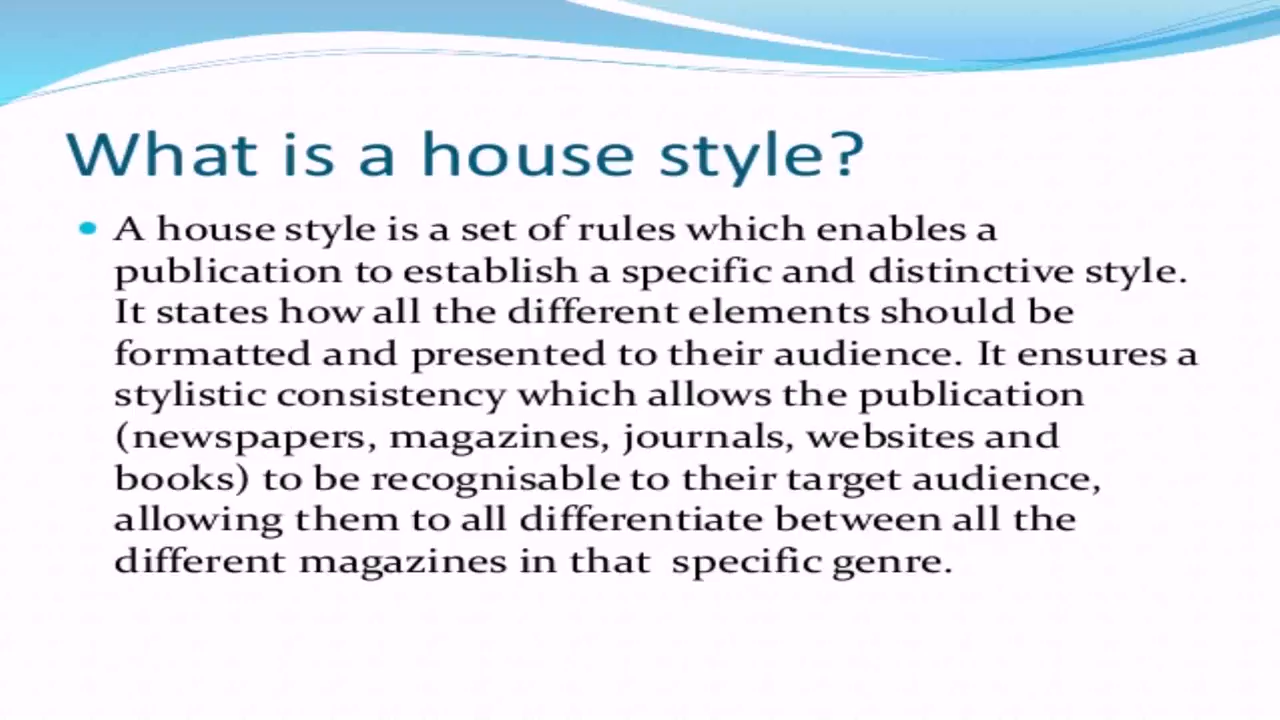 What is a house style?
• A house style is a set of rules which enables a
publication to establish a specific and distinctive style.
It states how all the different elements should be
formatted and presented to their audience. It ensures a
stylistic consistency which allows the publication
(newspapers, magazines, journals, websites and
books) to be recognisable to their target audience,
allowing them to all differentiate between all the
different magazines in that  specific genre.